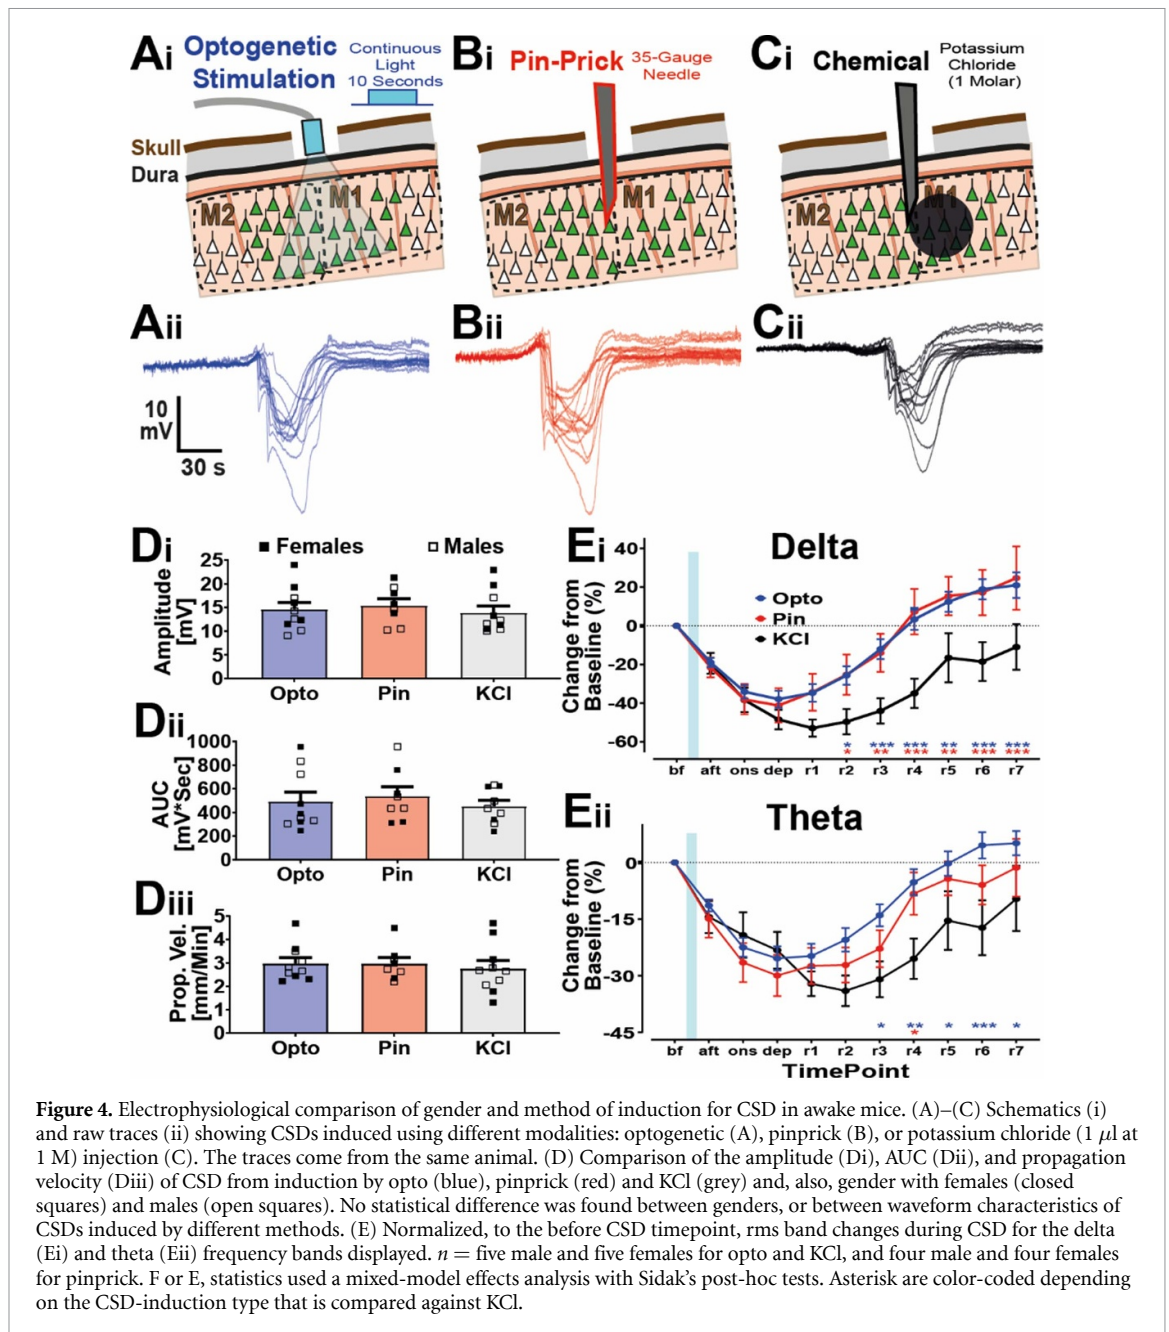 Ai
Optogenetic
Stimulation
Continuous
Light
10 Seconds
Bi
Pin-Prick
35-Gauge
Needle
Ci
Chemical
Potassium
Chloride
(1 Molar)
Skull
Dura
M2
M1
M2
M1
M2
M1
Aii
Bii
Cii
10
mV
30 s
Di
Females
Males
Amplitude
[mV]
25
20
15
10
5
0
Opto
Pin
KCl
Dii
AUC
[mV*Sec]
1000
800
600
400
200
0
Opto
Pin
KCl
Diii
Prop. Vel.
[mm/Min]
5
4
3
2
1
0
Opto
Pin
KCl
Ei
Delta
Change from
Baseline (%)
40
20
0
-20
-40
-60
Opto
Pin
KCl
* *** *** ** *** ***
* ** *** ** *** ***
bf aft ons dep r1 r2 r3 r4 r5 r6 r7
Eii
Theta
Change from
Baseline (%)
0
-15
-30
-45
* ** * *** *
*
bf aft ons dep r1 r2 r3 r4 r5 r6 r7
TimePoint
Figure 4. Electrophysiological comparison of gender and method of induction for CSD in awake mice. (A)–(C) Schematics (i)
and raw traces (ii) showing CSDs induced using different modalities: optogenetic (A), pinprick (B), or potassium chloride (1 μl at
1 M) injection (C). The traces come from the same animal. (D) Comparison of the amplitude (Di), AUC (Dii), and propagation
velocity (Diii) of CSD from induction by opto (blue), pinprick (red) and KCl (grey) and, also, gender with females (closed
squares) and males (open squares). No statistical difference was found between genders, or between waveform characteristics of
CSDs induced by different methods. (E) Normalized, to the before CSD timepoint, rms band changes during CSD for the delta
(Ei) and theta (Eii) frequency bands displayed. n = five male and five females for opto and KCl, and four male and four females
for pinprick. F or E, statistics used a mixed-model effects analysis with Sidak's post-hoc tests. Asterisk are color-coded depending
on the CSD-induction type that is compared against KCl.